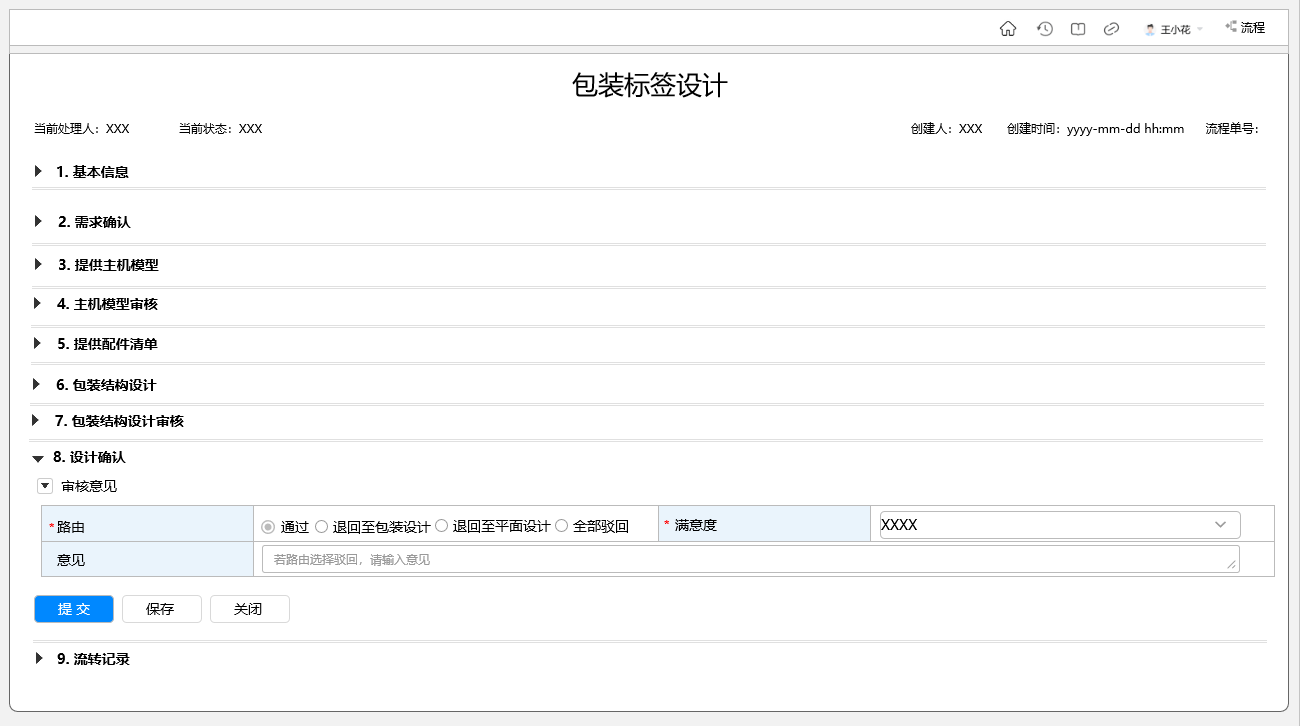 王小花 流程
包装标签设计
当前处理人：XXX 当前状态：XXX 创建人：XXX 创建时间：yyyy-mm-dd hh:mm 流程单号：
1. 基本信息
2. 需求确认
3. 提供主机模型
4. 主机模型审核
5. 提供配件清单
6. 包装结构设计
7. 包装结构设计审核
8. 设计确认
审核意见
*路由 通过 退回至包装设计 退回至平面设计 全部驳回 * 满意度 XXXX
意见 若路由选择驳回，请输入意见
提 交 保存 关闭
9. 流转记录